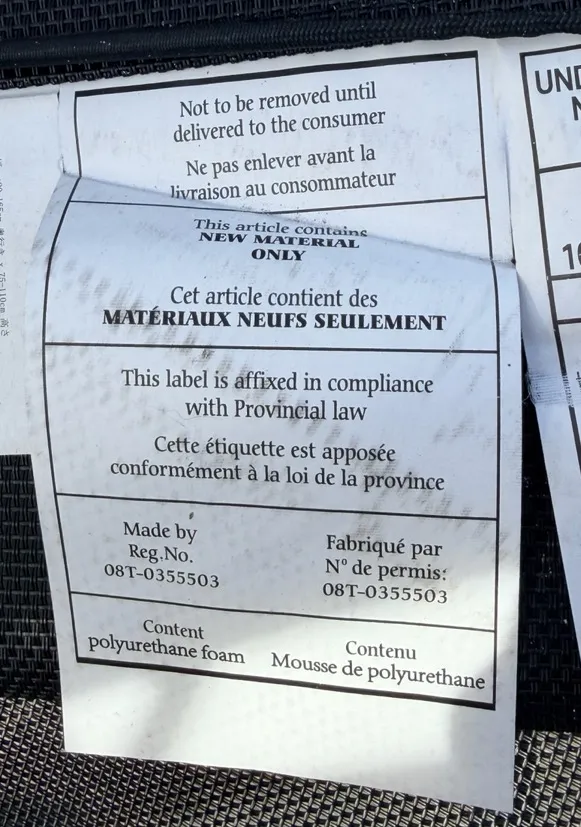 Not to be removed until
delivered to the consumer
Ne pas enlever avant la
livraison au consommateur
This article contains
NEW MATERIAL
ONLY
Cet article contient des
MATÉRIAUX NEUFS SEULEMENT
This label is affixed in compliance
with Provincial law
Cette étiquette est apposée
conformément à la loi de la province
Made by
Reg.No.
08T-0355503
Fabriqué par
Nº de permis:
08T-0355503
Content
polyurethane foam
Contenu
Mousse de polyurethane